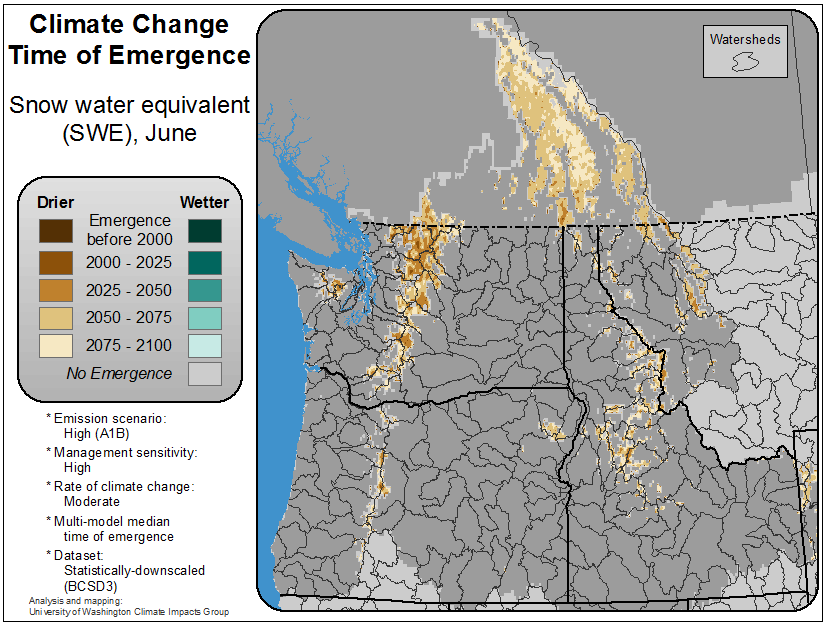 Climate Change
Time of Emergence
Snow water equivalent
(SWE), June
Drier
Wetter
Emergence
before 2000
2000 - 2025
2025 - 2050
2050 - 2075
2075 - 2100
No Emergence
* Emission scenario:
High (A1B)
* Management sensitivity:
High
* Rate of climate change:
Moderate
* Multi-model median
time of emergence
* Dataset:
Statistically-downscaled
(BCSD3)
Analysis and mapping:
University of Washington Climate Impacts Group
Watersheds